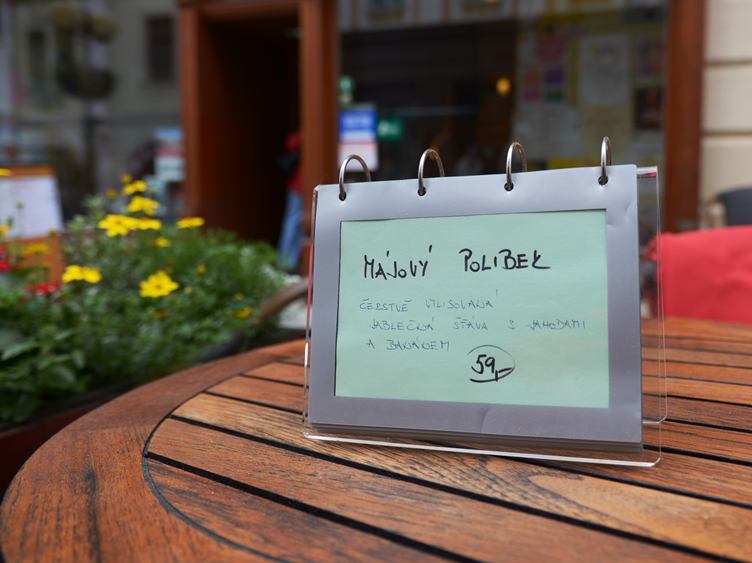 MÁJOVÝ POLIBEK
ČERSTVĚ VYLISOVANÁ
JABLEČNÁ ŠŤÁVA S JAHODAMI
A BANÁNEM
59,-